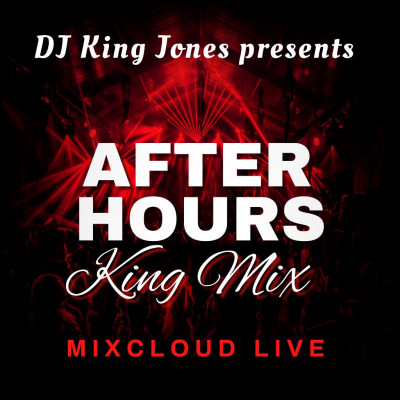 DJ King Jones presents
AFTER
HOURS
King Mix
MIXCLOUD LIVE